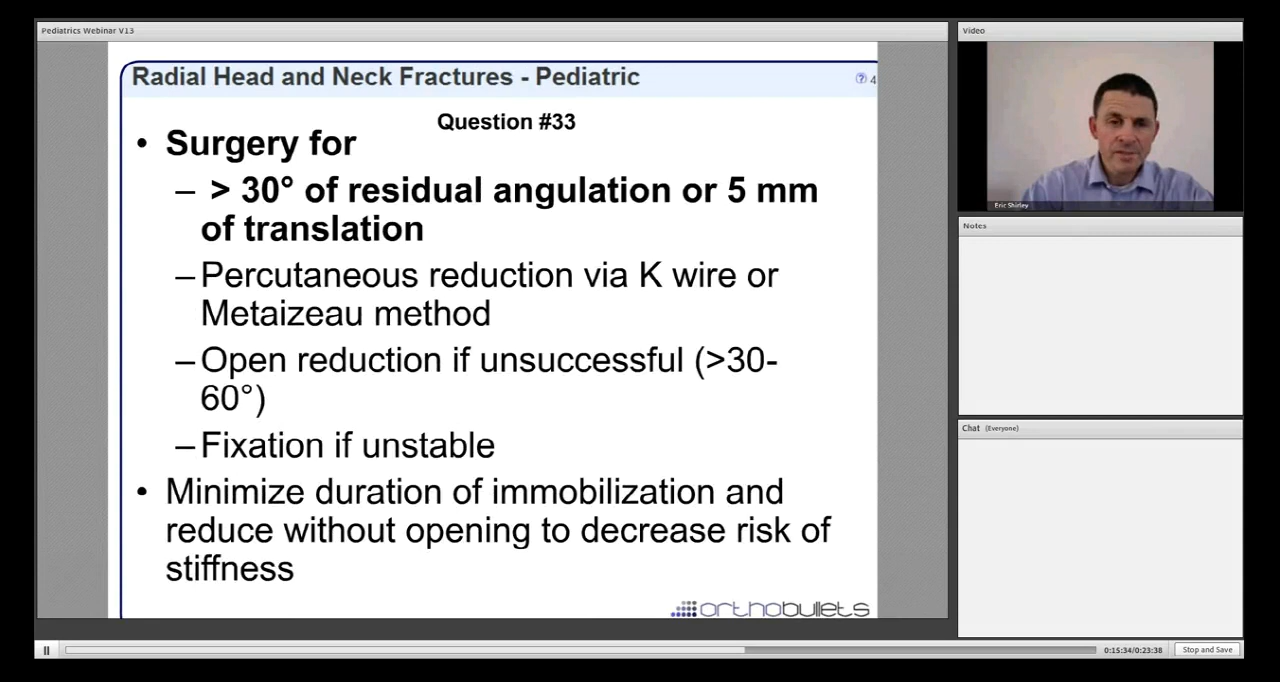 Pediatrics Webinar V13
Radial Head and Neck Fractures - Pediatric
4
Question #33
• Surgery for
– > 30° of residual angulation or 5 mm
of translation
– Percutaneous reduction via K wire or
Metaizeau method
– Open reduction if unsuccessful (>30-
60°)
– Fixation if unstable
• Minimize duration of immobilization and
reduce without opening to decrease risk of
stiffness
orthobullets
Video
Eric Shirley
Notes
Chat (Everyone)
0:15:34/0:23:38
Stop and Save